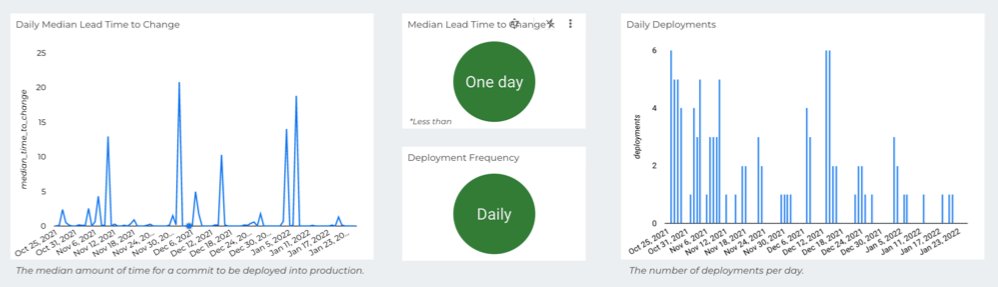 Daily Median Lead Time to Change
25
20
15
10
5
0
median_time_to_change
Oct 25, 2021
Oct 31, 2021
Nov 6, 2021
Nov 12, 2021
Nov 18, 2021
Nov 24, 20…
Nov 30, 20…
Dec 6, 2021
Dec 12, 2021
Dec 18, 2021
Dec 24, 20…
Dec 30, 20…
Jan 5, 2022
Jan 11, 2022
Jan 17, 2022
Jan 23, 20…
The median amount of time for a commit to be deployed into production.
Median Lead Time to Change
One day
*Less than
Deployment Frequency
Daily
Daily Deployments
6
4
2
0
deployments
Oct 25, 2021
Oct 31, 2021
Nov 6, 2021
Nov 12, 2021
Nov 18, 2021
Nov 24, 2021
Nov 30, 2021
Dec 6, 2021
Dec 12, 2021
Dec 18, 2021
Dec 24, 2021
Dec 30, 2021
Jan 5, 2022
Jan 11, 2022
Jan 17, 2022
Jan 23, 2022
The number of deployments per day.